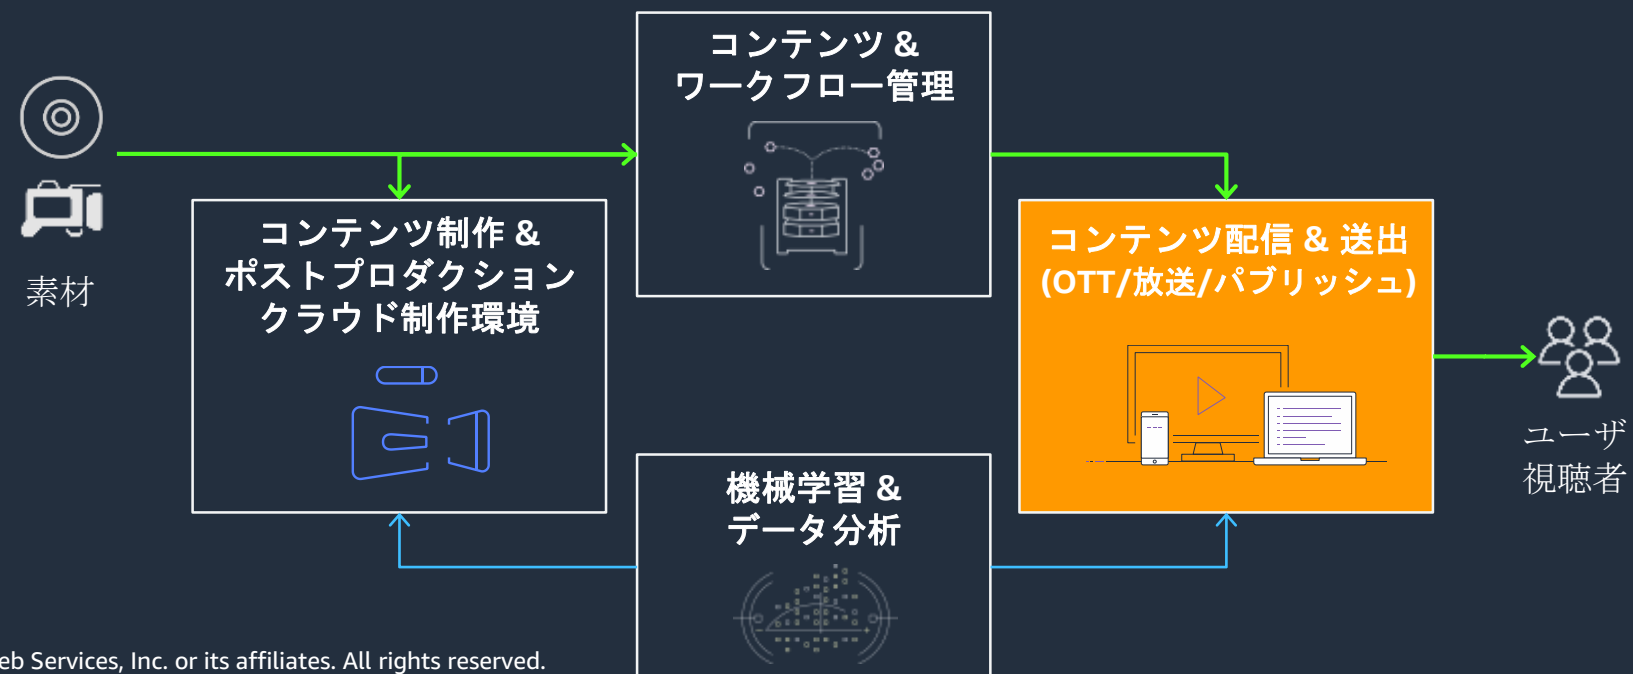 コンテンツ &
ワークフロー管理
素材
コンテンツ制作 &
ポストプロダクション
クラウド制作環境
コンテンツ配信 & 送出
(OTT/放送/パブリッシュ)
ユーザ
視聴者
機械学習 &
データ分析
eb Services, Inc. or its affiliates. All rights reserved.